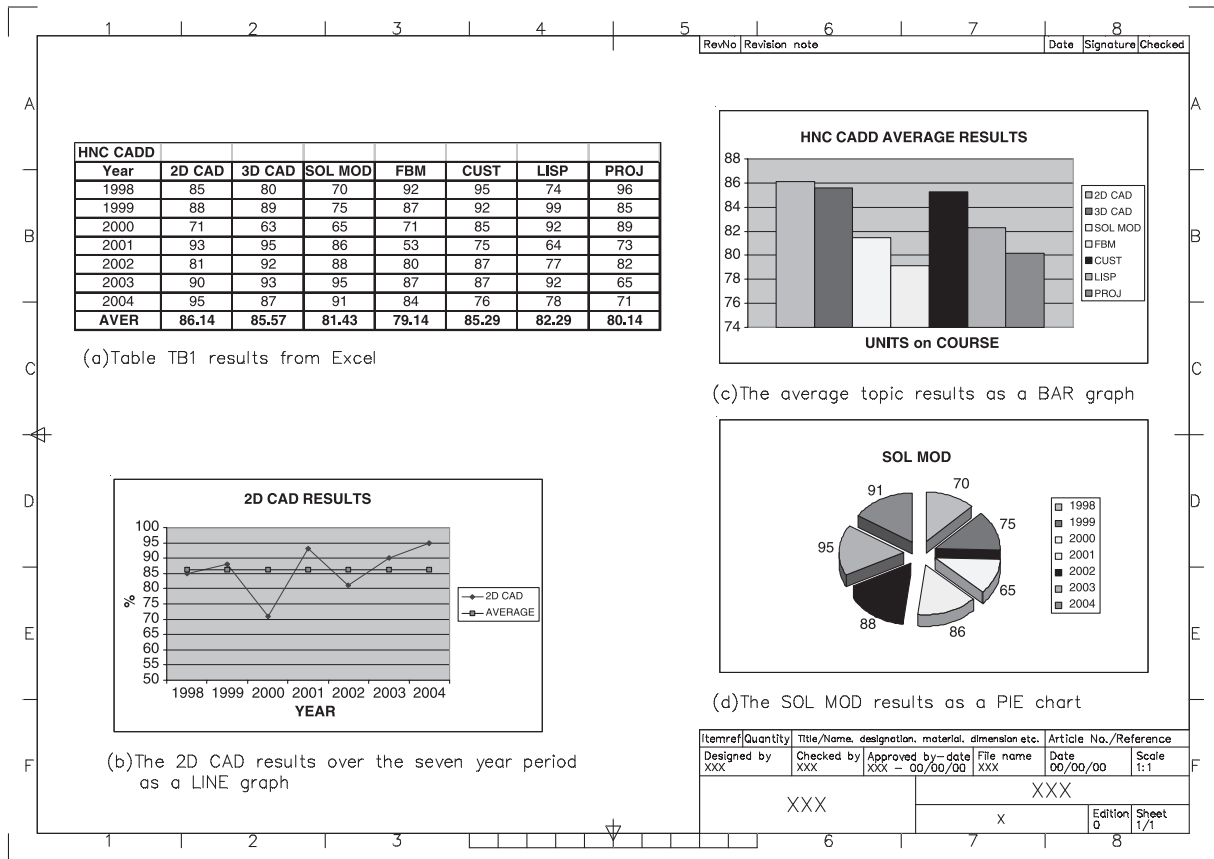 1 2 3 4 5 6 7 8
RevNo Revision note Date Signature Checked
A A
HNC CADD
Year 2D CAD 3D CAD SOL MOD FBM CUST LISP PROJ
1998 85 80 70 92 95 74 96
1999 88 89 75 87 92 99 85
2000 71 63 65 71 85 92 89
2001 93 95 86 53 75 64 73
2002 81 92 88 80 87 77 82
2003 90 93 95 87 87 92 65
2004 95 87 91 84 76 78 71
AVER 86.14 85.57 81.43 79.14 85.29 82.29 80.14
(a)Table TB1 results from Excel
HNC CADD AVERAGE RESULTS
88
86
84
82
80
78
76
74
UNITS on COURSE
2D CAD
3D CAD
SOL MOD
FBM
CUST
LISP
PROJ
(c)The average topic results as a BAR graph
B B
C C
2D CAD RESULTS
100
95
90
85
80
75
70
65
60
55
50
%
1998 1999 2000 2001 2002 2003 2004
YEAR
2D CAD
AVERAGE
(b)The 2D CAD results over the seven year period
as a LINE graph
SOL MOD
91 70
75
95
65
88 86
1998
1999
2000
2001
2002
2003
2004
(d)The SOL MOD results as a PIE chart
D D
E E
F F
Itemref Quantity Title/Name, designation, material, dimension etc. Article No./Reference
Designed by Checked by Approved by-date File name Date Scale
XXX XXX XXX - 00/00/00 XXX 00/00/00 1:1
XXX XXX
X Edition Sheet
0 1/1
1 2 3 4 5 6 7 8